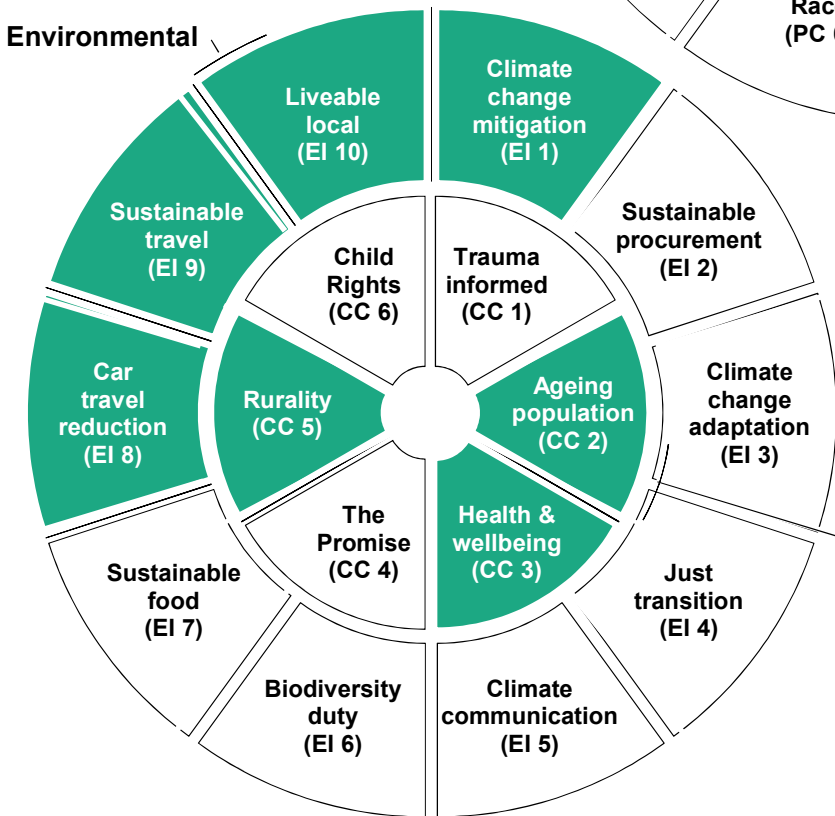 Environmental
Rac
(PC
Climate
change
mitigation
(EI 1)
Sustainable
procurement
(EI 2)
Climate
change
adaptation
(EI 3)
Just
transition
(EI 4)
Climate
communication
(EI 5)
Biodiversity
duty
(EI 6)
Sustainable
food
(EI 7)
Car
travel
reduction
(EI 8)
Sustainable
travel
(EI 9)
Liveable
local
(EI 10)
Trauma
informed
(CC 1)
Ageing
population
(CC 2)
Health &
wellbeing
(CC 3)
The
Promise
(CC 4)
Rurality
(CC 5)
Child
Rights
(CC 6)